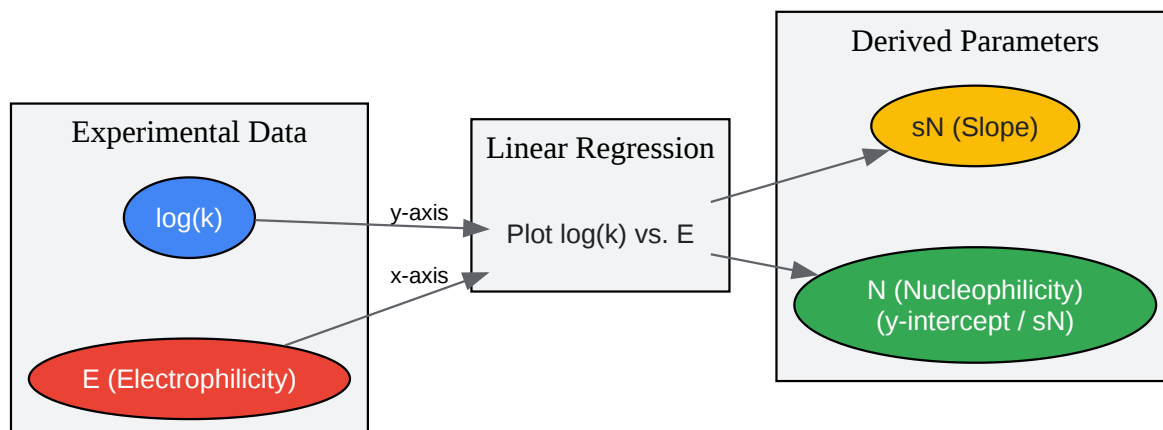 Experimental Data
log(k)
E (Electrophilicity)
y-axis
x-axis
Linear Regression
Plot log(k) vs. E
Derived Parameters
sN (Slope)
N (Nucleophilicity)
(y-intercept / sN)